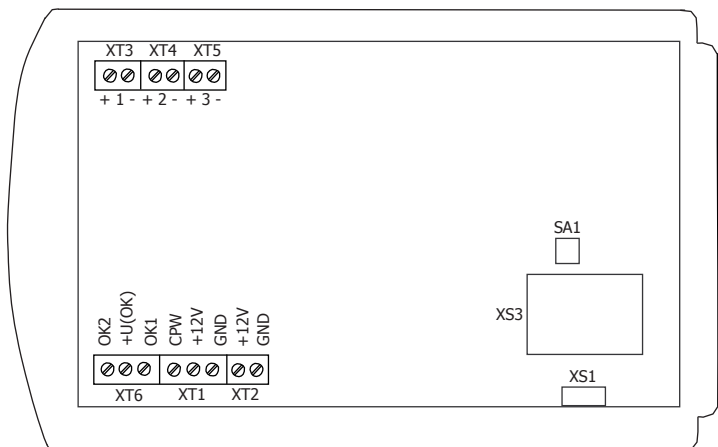 XT3 XT4 XT5
+ 1 - + 2 - + 3 -
SA1
XS3
XS1
OK2
+U(OK)
OK1
CPW
+12V
GND
+12V
GND
XT6 XT1 XT2